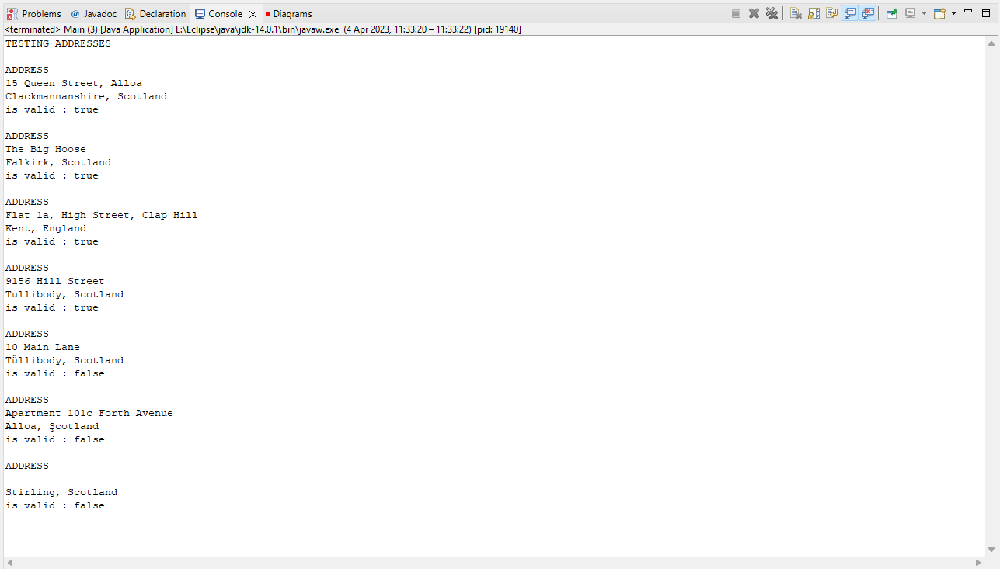 Problems @ Javadoc Declaration Console Diagrams
<terminated> Main (3) [Java Application] E:\Eclipse\java\jdk-14.0.1\bin\javaw.exe (4 Apr 2023, 11:33:20 – 11:33:22) [pid: 19140]
TESTING ADDRESSES
ADDRESS
15 Queen Street, Alloa
Clackmannanshire, Scotland
is valid : true
ADDRESS
The Big Hoose
Falkirk, Scotland
is valid : true
ADDRESS
Flat 1a, High Street, Clap Hill
Kent, England
is valid : true
ADDRESS
9156 Hill Street
Tullibody, Scotland
is valid : true
ADDRESS
10 Main Lane
Tǔllibody, Scotland
is valid : false
ADDRESS
Apartment 101c Forth Avenue
Álloa, Şcotland
is valid : false
ADDRESS
Stirling, Scotland
is valid : false